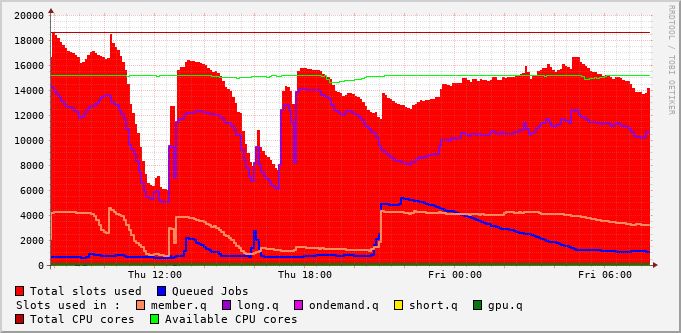 20000
18000
16000
14000
12000
10000
8000
6000
4000
2000
0
Thu 12:00 Thu 18:00 Fri 00:00 Fri 06:00
RRDTOOL / TOBI OETIKER
Total slots used Queued Jobs
Slots used in : member.q long.q ondemand.q short.q gpu.q
Total CPU cores Available CPU cores